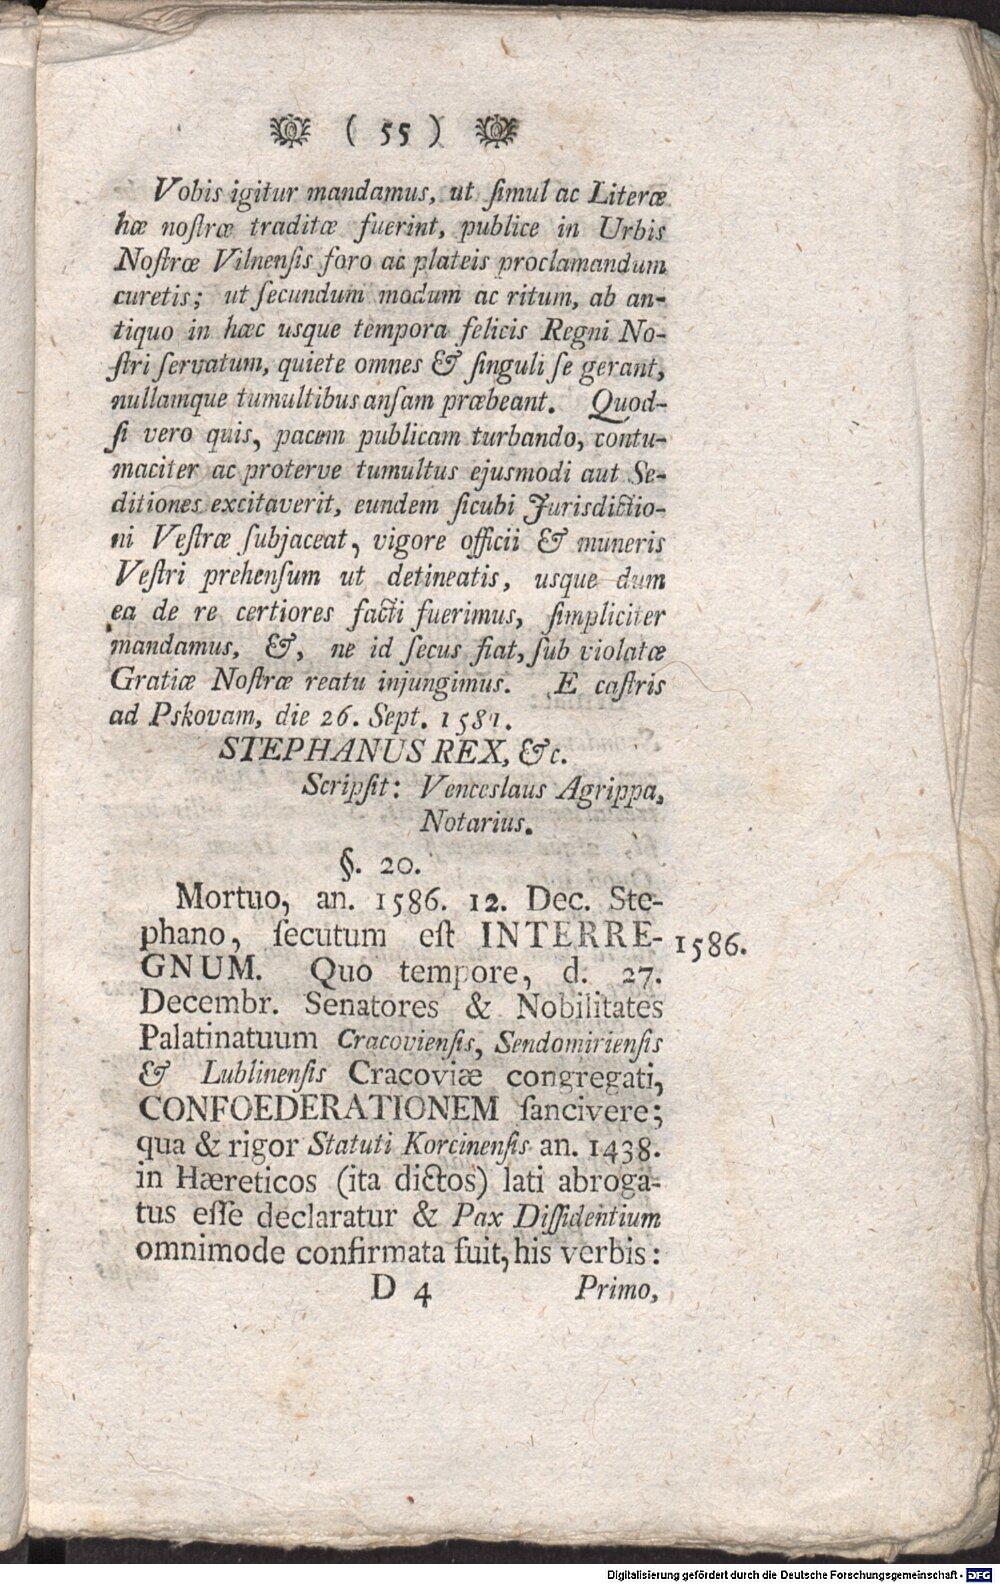 ( 55 )
Vobis igitur mandamus, ut ſimul ac Literæ
hæ noſtræ traditæ fuerint, publice in Urbis
Noſtræ Vilnenſis foro ac plateis proclamandum
curetis; ut ſecundum modum ac ritum, ab an-
tiquo in hæc usque tempora felicis Regni No-
ſtri ſervatum, quiete omnes & ſinguli ſe gerant,
nullamque tumultibus anſam præbeant. Quod-
ſi vero quis, pacem publicam turbando, contu-
maciter ac proterve tumultus ejusmodi aut Se-
ditiones excitaverit, eundem ſicubi Jurisdictio-
ni Veſtræ ſubjaceat, vigore officii & muneris
Veſtri prehenſum ut detineatis, usque dum
ea de re certiores facti fuerimus, ſimpliciter
mandamus, &, ne id ſecus fiat, ſub violatæ
Gratiæ Noſtræ reatu injungimus. E caſtris
ad Pskovam, die 26. Sept. 1581.
STEPHANUS REX, &c.
Scripſit: Venceslaus Agrippa,
Notarius.
§. 20.
Mortuo, an. 1586. 12. Dec. Ste-
phano, ſecutum eſt INTERRE- 1586.
GNUM. Quo tempore, d. 27.
Decembr. Senatores & Nobilitates
Palatinatuum Cracovienſis, Sendomirienſis
& Lublinenſis Cracoviæ congregati,
CONFOEDERATIONEM ſancivere;
qua & rigor Statuti Korcinenſis an. 1438.
in Hæreticos (ita dictos) lati abroga-
tus eſſe declaratur & Pax Diſſidentium
omnimode confirmata fuit, his verbis:
D 4 Primo,
Digitalisierung gefördert durch die Deutsche Forschungsgemeinschaft - DFG